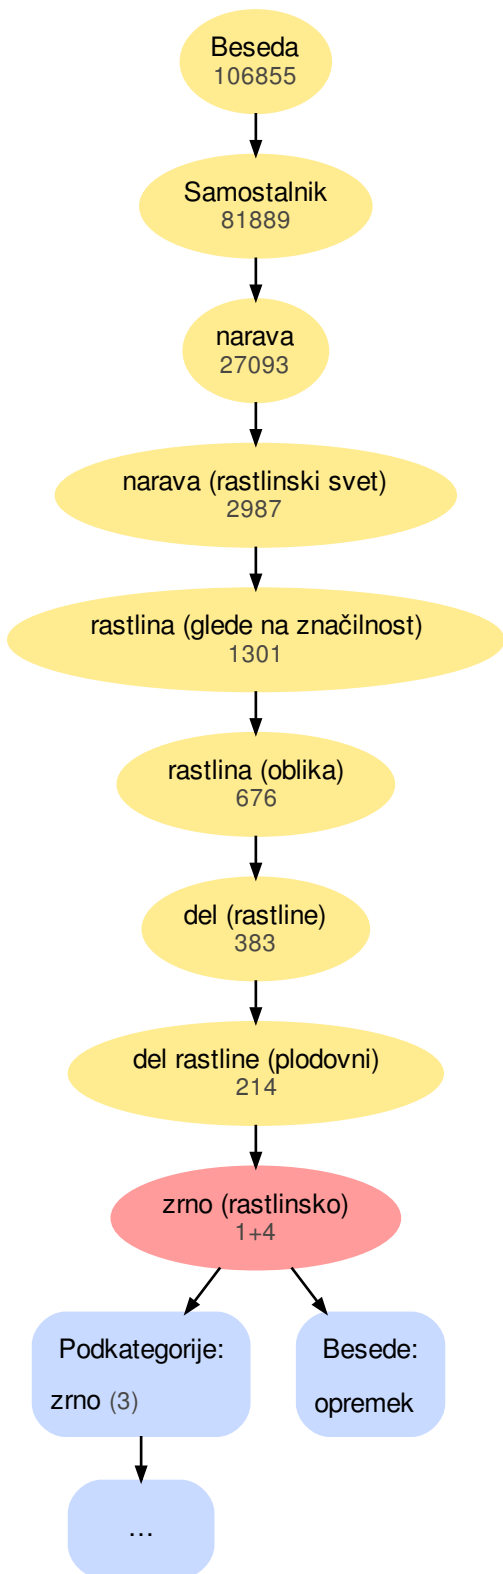 Beseda
106855
Samostalnik
81889
narava
27093
narava (rastlinski svet)
2987
rastlina (glede na značilnost)
1301
rastlina (oblika)
676
del (rastline)
383
del rastline (plodovni)
214
zrno (rastlinsko)
1+4
Podkategorije:
zrno (3)
Besede:
opremek
...